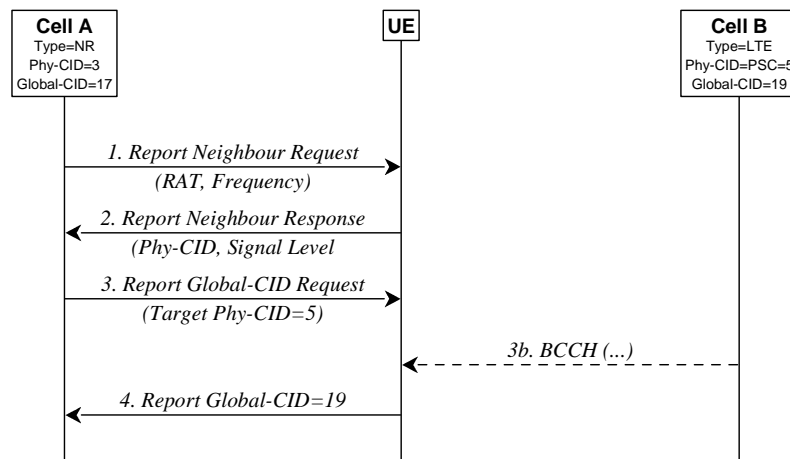 Cell A
Type=NR
Phy-CID=3
Global-CID=17
UE
Cell B
Type=LTE
Phy-CID=PSC=5
Global-CID=19
1. Report Neighbour Request
(RAT, Frequency)
2. Report Neighbour Response
(Phy-CID, Signal Level
3. Report Global-CID Request
(Target Phy-CID=5)
3b. BCCH (...)
4. Report Global-CID=19